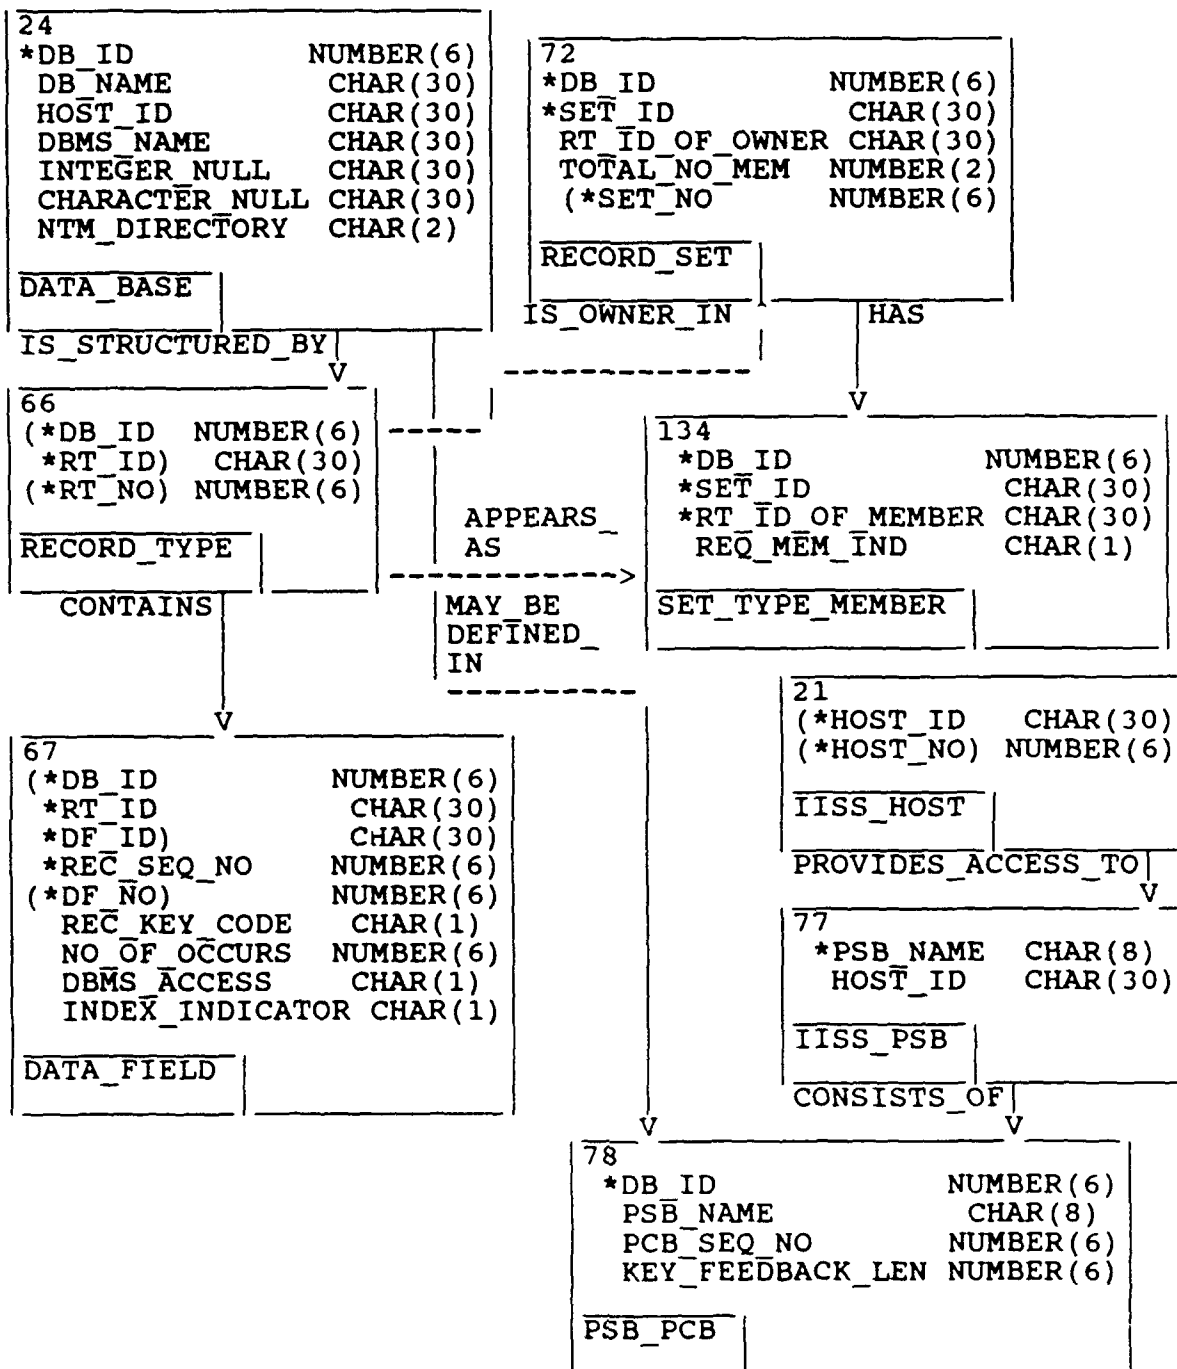 24
*DB_ID NUMBER(6)
DB_NAME CHAR(30)
HOST_ID CHAR(30)
DBMS_NAME CHAR(30)
INTEGER_NULL CHAR(30)
CHARACTER_NULL CHAR(30)
NTM_DIRECTORY CHAR(2)
DATA_BASE
IS_STRUCTURED_BY
72
*DB_ID NUMBER(6)
*SET_ID CHAR(30)
RT_ID_OF_OWNER CHAR(30)
TOTAL_NO_MEM NUMBER(2)
(*SET_NO NUMBER(6)
RECORD_SET
IS_OWNER_IN
HAS
V
66
(*DB_ID NUMBER(6)
*RT_ID) CHAR(30)
(*RT_NO) NUMBER(6)
RECORD_TYPE
CONTAINS
APPEARS_
AS
MAY_BE
DEFINED_
IN
V
134
*DB_ID NUMBER(6)
*SET_ID CHAR(30)
*RT_ID_OF_MEMBER CHAR(30)
REQ_MEM_IND CHAR(1)
SET_TYPE_MEMBER
V
67
(*DB_ID NUMBER(6)
*RT_ID CHAR(30)
*DF_ID) CHAR(30)
*REC_SEQ_NO NUMBER(6)
(*DF_NO) NUMBER(6)
REC_KEY_CODE CHAR(1)
NO_OF_OCCURS NUMBER(6)
DBMS_ACCESS CHAR(1)
INDEX_INDICATOR CHAR(1)
DATA_FIELD
21
(*HOST_ID CHAR(30)
(*HOST_NO) NUMBER(6)
IISS_HOST
PROVIDES_ACCESS_TO
V
77
*PSB_NAME CHAR(8)
HOST_ID CHAR(30)
IISS_PSB
CONSISTS_OF
V V
78
*DB_ID NUMBER(6)
PSB_NAME CHAR(8)
PCB_SEQ_NO NUMBER(6)
KEY_FEEDBACK_LEN NUMBER(6)
PSB_PCB